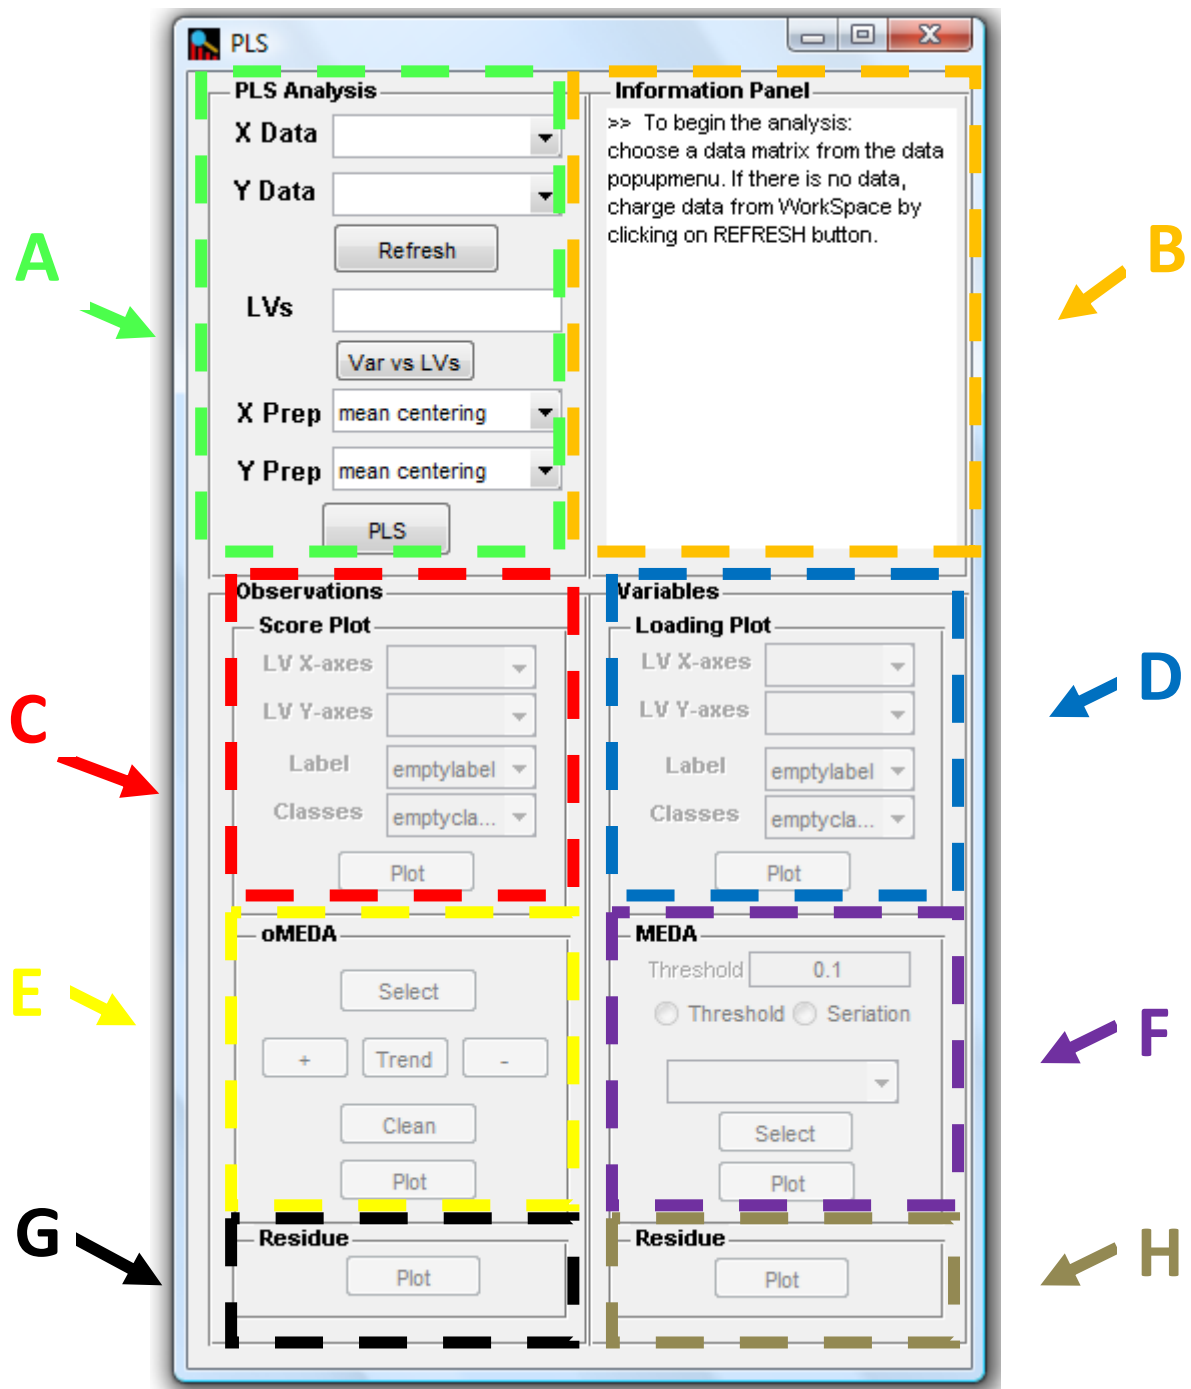 PLS
PLS Analysis
X Data
Y Data
Refresh
LVs
Var vs LVs
X Prep mean centering
Y Prep mean centering
PLS
Information Panel
>> To begin the analysis:
choose a data matrix from the data
popupmenu. If there is no data,
charge data from WorkSpace by
clicking on REFRESH button.
A
B
Observations
Score Plot
LV X-axes
LV Y-axes
Label emptylabel
Classes emptycla...
Plot
Variables
Loading Plot
LV X-axes
LV Y-axes
Label emptylabel
Classes emptycla...
Plot
C
D
oMEDA
Select
+ Trend -
Clean
Plot
MEDA
Threshold 0.1
Threshold Seriation
Select
Plot
E
F
Residue
Plot
Residue
Plot
G
H